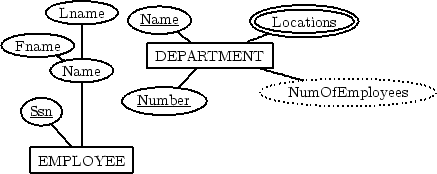 Lname
Name
Locations
Fname
DEPARTMENT
Name
Number
NumOfEmployees
Ssn
EMPLOYEE